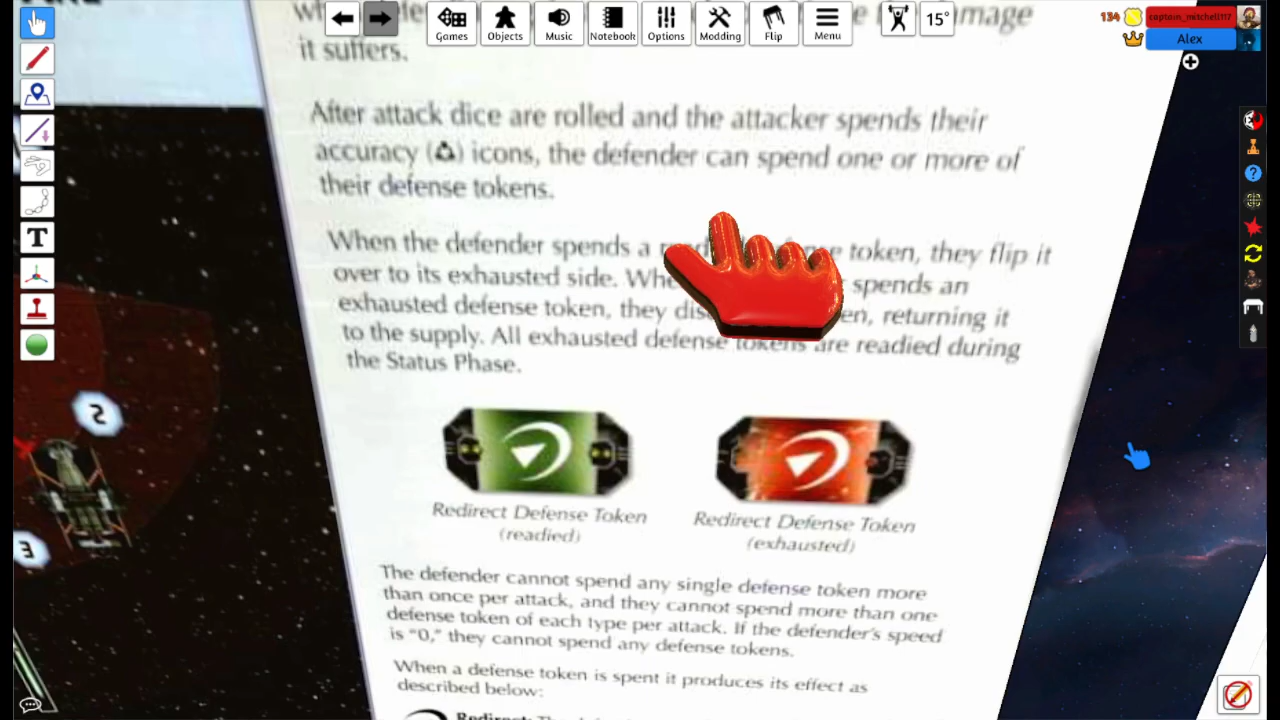 Games
Objects
Music
Notebook
Options
Modding
Flip
Menu
15°
134
captain_mitchell117
Alex
it suffers.
After attack dice are rolled and the attacker spends their
accuracy ( ) icons, the defender can spend one or more of
their defense tokens.
When the defender spends a token, they flip it
over to its exhausted side. spends an
exhausted defense token, they returning it
to the supply. All exhausted defense tokens are readied during
the Status Phase.
Redirect Defense Token
(readied)
Redirect Defense Token
(exhausted)
The defender cannot spend any single defense token more
than once per attack, and they cannot spend more than one
defense token of each type per attack. If the defender's speed
is "0," they cannot spend any defense tokens.
When a defense token is spent it produces its effect as
described below:
Redirect:
T